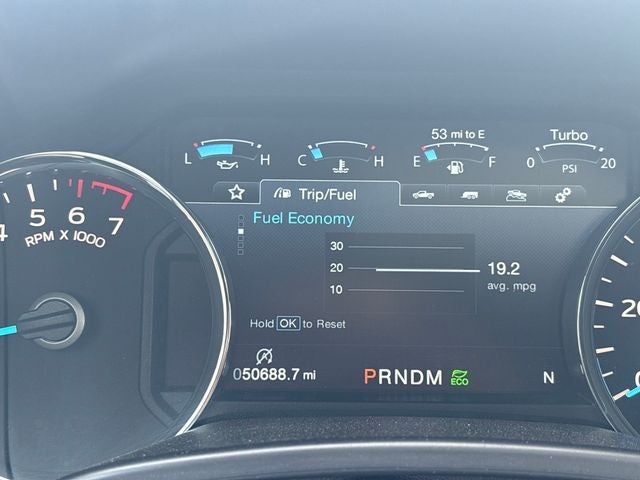 53 mi to E Turbo
L H C H E F 0 PSI 20
Trip/Fuel
Fuel Economy
4 5 6 7
RPM X 1000
30
20 19.2
10 avg. mpg
Hold OK to Reset
050688.7 mi PRNDM ECO N
20
0